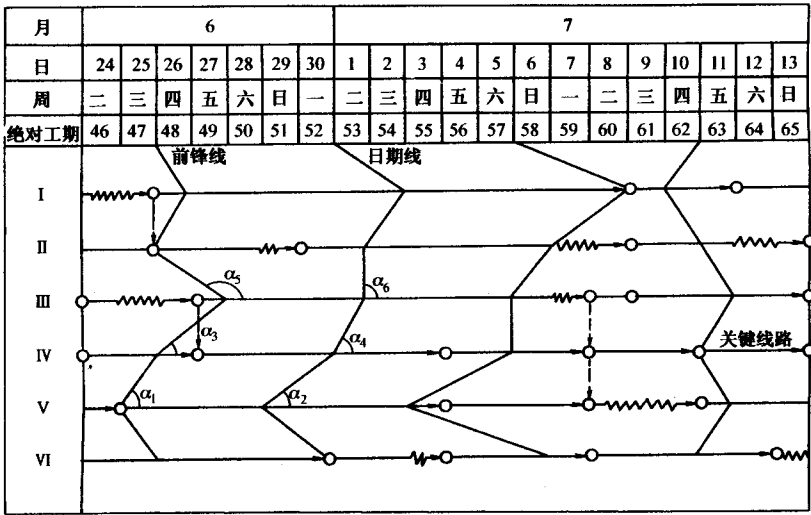 月 6 7
日 24 25 26 27 28 29 30 1 2 3 4 5 6 7 8 9 10 11 12 13
周 二 三 四 五 六 日 一 二 三 四 五 六 日 一 二 三 四 五 六 日
绝对工期 46 47 48 49 50 51 52 53 54 55 56 57 58 59 60 61 62 63 64 65
前锋线 日期线
I
II
α5
III α6
α3
IV α4 关键线路
V α1 α2
VI